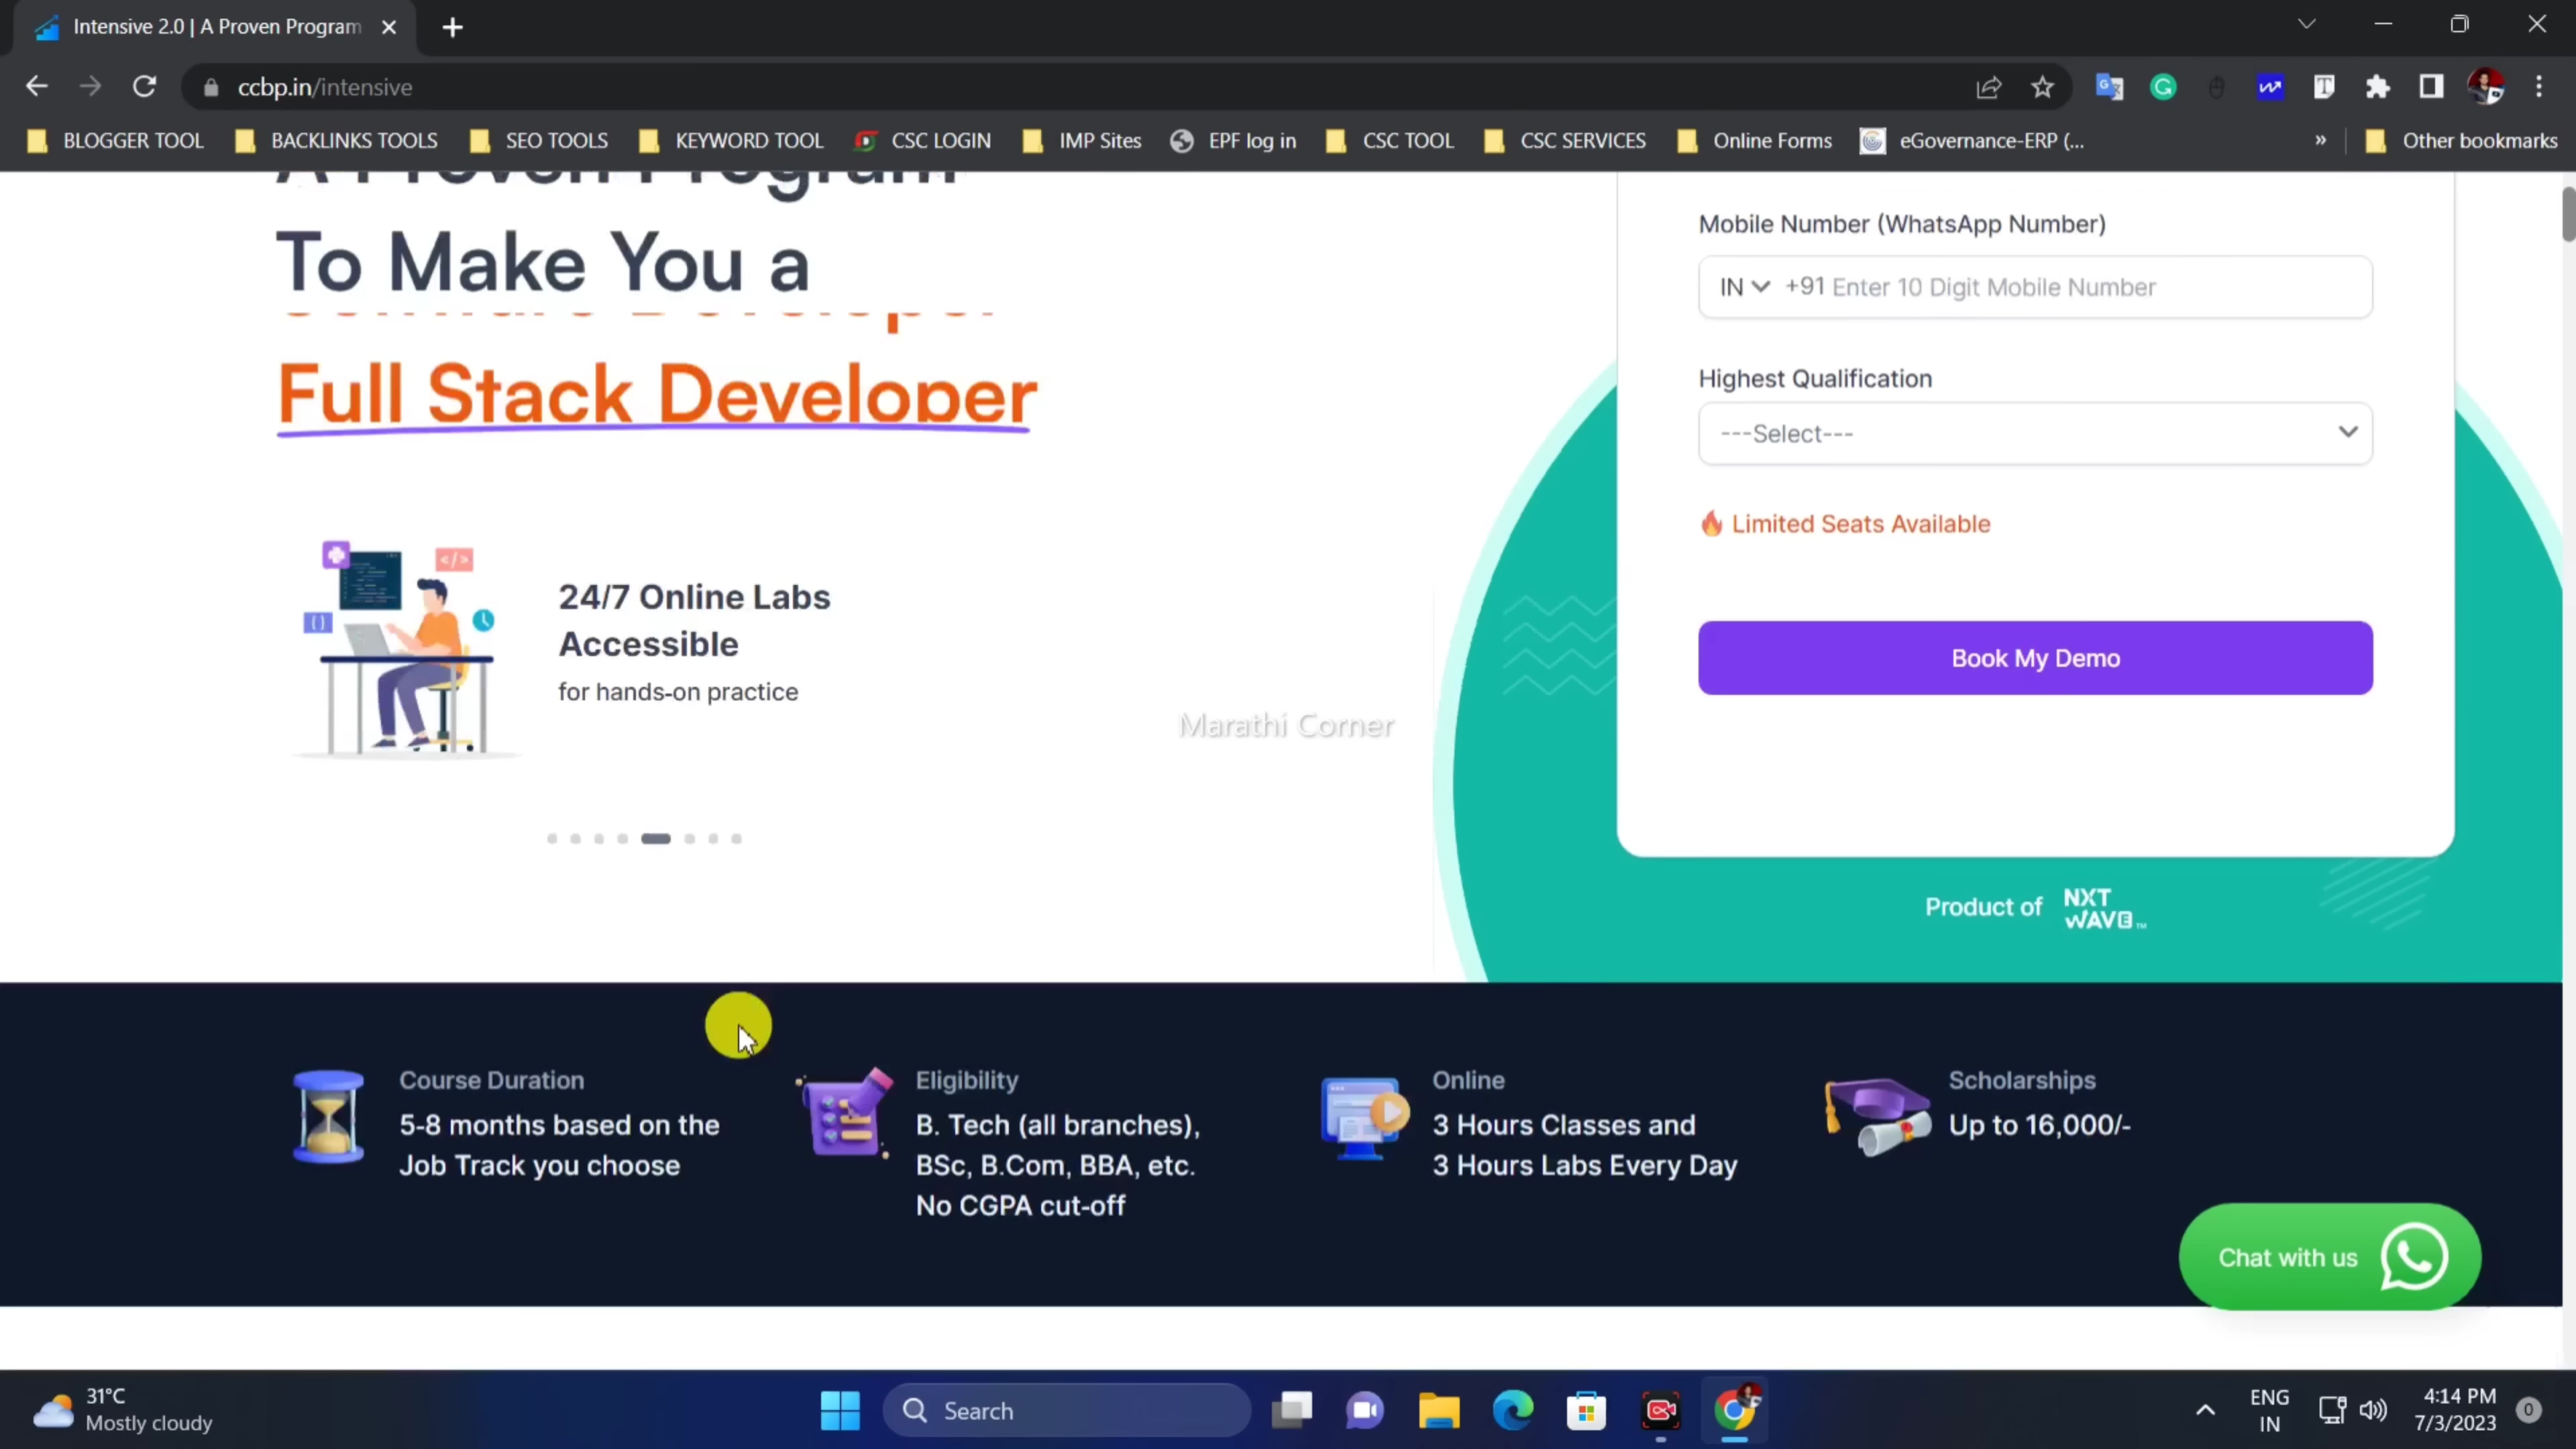 Intensive 2.0 | A Proven Program
ccbp.in/intensive
BLOGGER TOOL
BACKLINKS TOOLS
SEO TOOLS
KEYWORD TOOL
CSC LOGIN
IMP Sites
EPF log in
CSC TOOL
CSC SERVICES
Online Forms
eGovernance-ERP (...
»
Other bookmarks
A Proven Program
To Make You a
Software Developer
Full Stack Developer
24/7 Online Labs
Accessible
for hands-on practice
Mobile Number (WhatsApp Number)
IN +91 Enter 10 Digit Mobile Number
Highest Qualification
---Select---
Limited Seats Available
Book My Demo
Marathi Corner
Product of NXT WAVE™
Course Duration
5-8 months based on the
Job Track you choose
Eligibility
B. Tech (all branches),
BSc, B.Com, BBA, etc.
No CGPA cut-off
Online
3 Hours Classes and
3 Hours Labs Every Day
Scholarships
Up to 16,000/-
Chat with us
31°C
Mostly cloudy
Search
ENG
IN
4:14 PM
7/3/2023
0